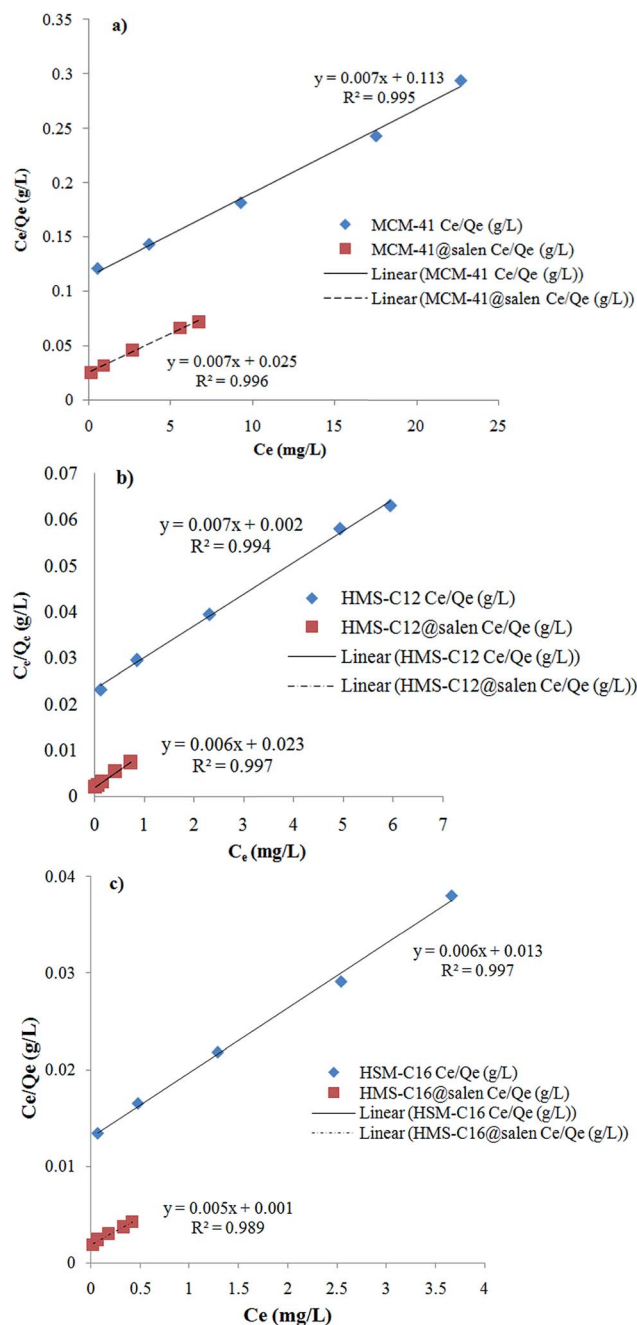 a)
0.35
0.3
0.25
0.2
0.15
0.1
0.05
0
Ce/Qe (g/L)
y = 0.007x + 0.113
R² = 0.995
MCM-41 Ce/Qe (g/L)
MCM-41@salen Ce/Qe (g/L)
Linear (MCM-41 Ce/Qe (g/L))
Linear (MCM-41@salen Ce/Qe (g/L))
y = 0.007x + 0.025
R² = 0.996
0 5 10 15 20 25
Ce (mg/L)
b)
0.07
0.06
0.05
0.04
0.03
0.02
0.01
0
Cₑ/Qₑ (g/L)
y = 0.007x + 0.002
R² = 0.994
HMS-C12 Ce/Qe (g/L)
HMS-C12@salen Ce/Qe (g/L)
Linear (HMS-C12 Ce/Qe (g/L))
Linear (HMS-C12@salen Ce/Qe (g/L))
y = 0.006x + 0.023
R² = 0.997
0 1 2 3 4 5 6 7
Cₑ (mg/L)
c)
0.04
0.03
0.02
0.01
0
Ce/Qe (g/L)
y = 0.006x + 0.013
R² = 0.997
HSM-C16 Ce/Qe (g/L)
HMS-C16@salen Ce/Qe (g/L)
Linear (HSM-C16 Ce/Qe (g/L))
Linear (HMS-C16@salen Ce/Qe (g/L))
y = 0.005x + 0.001
R² = 0.989
0 0.5 1 1.5 2 2.5 3 3.5 4
Ce (mg/L)